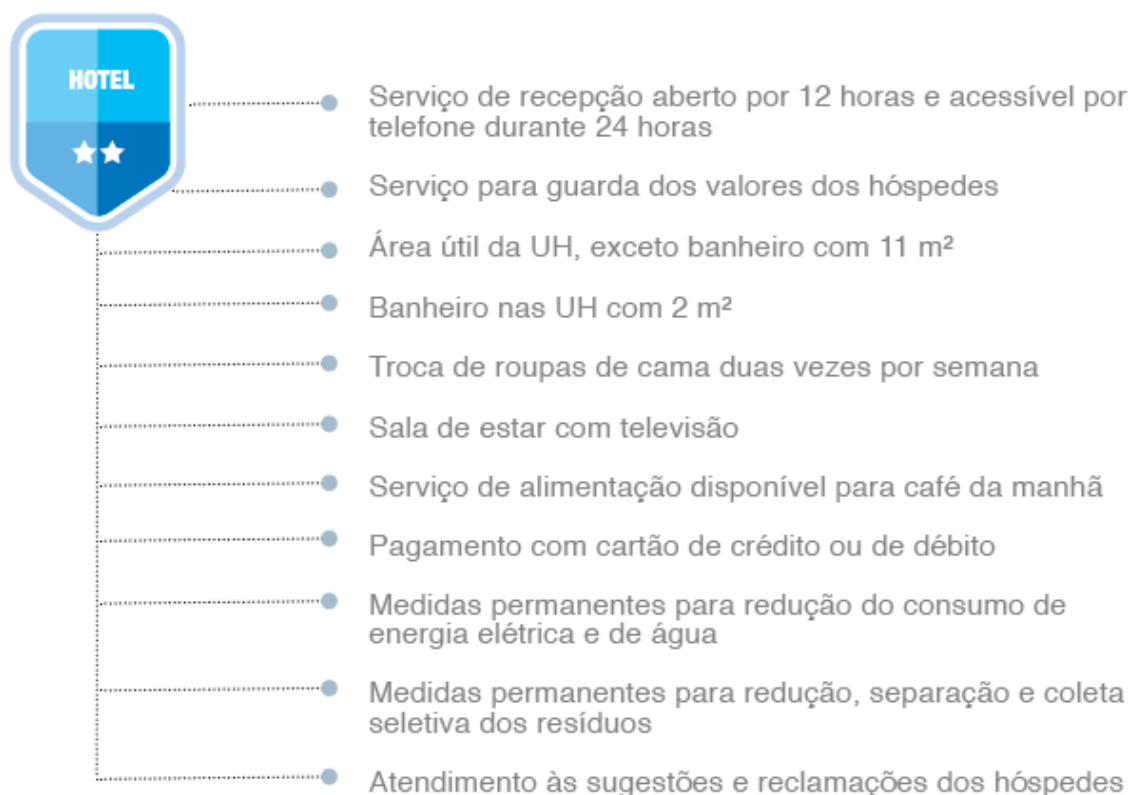 HOTEL
Serviço de recepção aberto por 12 horas e acessível por
telefone durante 24 horas
Serviço para guarda dos valores dos hóspedes
Área útil da UH, exceto banheiro com 11 m²
Banheiro nas UH com 2 m²
Troca de roupas de cama duas vezes por semana
Sala de estar com televisão
Serviço de alimentação disponível para café da manhã
Pagamento com cartão de crédito ou de débito
Medidas permanentes para redução do consumo de
energia elétrica e de água
Medidas permanentes para redução, separação e coleta
seletiva dos resíduos
Atendimento às sugestões e reclamações dos hóspedes